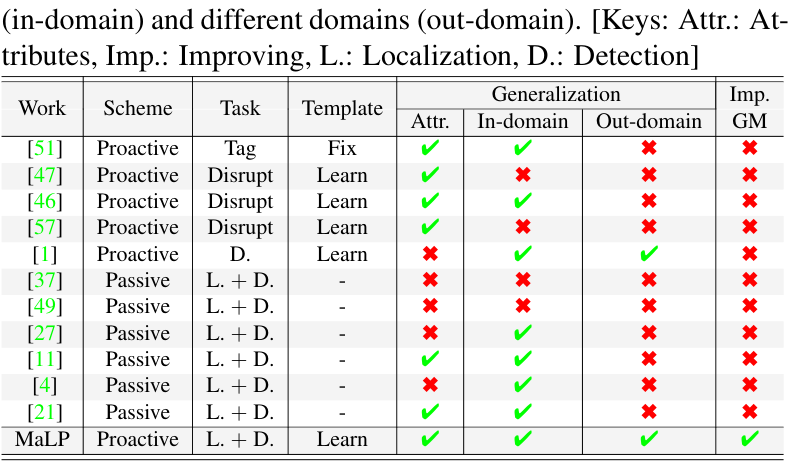 (in-domain) and different domains (out-domain). [Keys: Attr.: At-
tributes, Imp.: Improving, L.: Localization, D.: Detection]
Work Scheme Task Template Generalization Imp. GM
Attr. In-domain Out-domain
[51] Proactive Tag Fix ✔ ✔ ✖ ✖
[47] Proactive Disrupt Learn ✔ ✖ ✖ ✖
[46] Proactive Disrupt Learn ✔ ✔ ✖ ✖
[57] Proactive Disrupt Learn ✔ ✖ ✖ ✖
[1] Proactive D. Learn ✖ ✔ ✔ ✖
[37] Passive L. + D. - ✖ ✖ ✖ ✖
[49] Passive L. + D. - ✖ ✖ ✖ ✖
[27] Passive L. + D. - ✖ ✔ ✖ ✖
[11] Passive L. + D. - ✔ ✔ ✖ ✖
[4] Passive L. + D. - ✖ ✔ ✖ ✖
[21] Passive L. + D. - ✔ ✔ ✖ ✖
MaLP Proactive L. + D. Learn ✔ ✔ ✔ ✔